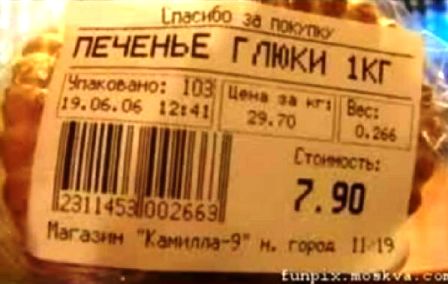 Спасибо за покупку
ПЕЧЕНЬЕ ГЛЮКИ 1КГ
Упаковано: 103
19.06.06 12:41
Цена за кг:
29.70
Вес:
0.266
Стоимость:
7.90
2311453 002663
Магазин "Камилла-9" н. город 11-19
funpix.moskva.com